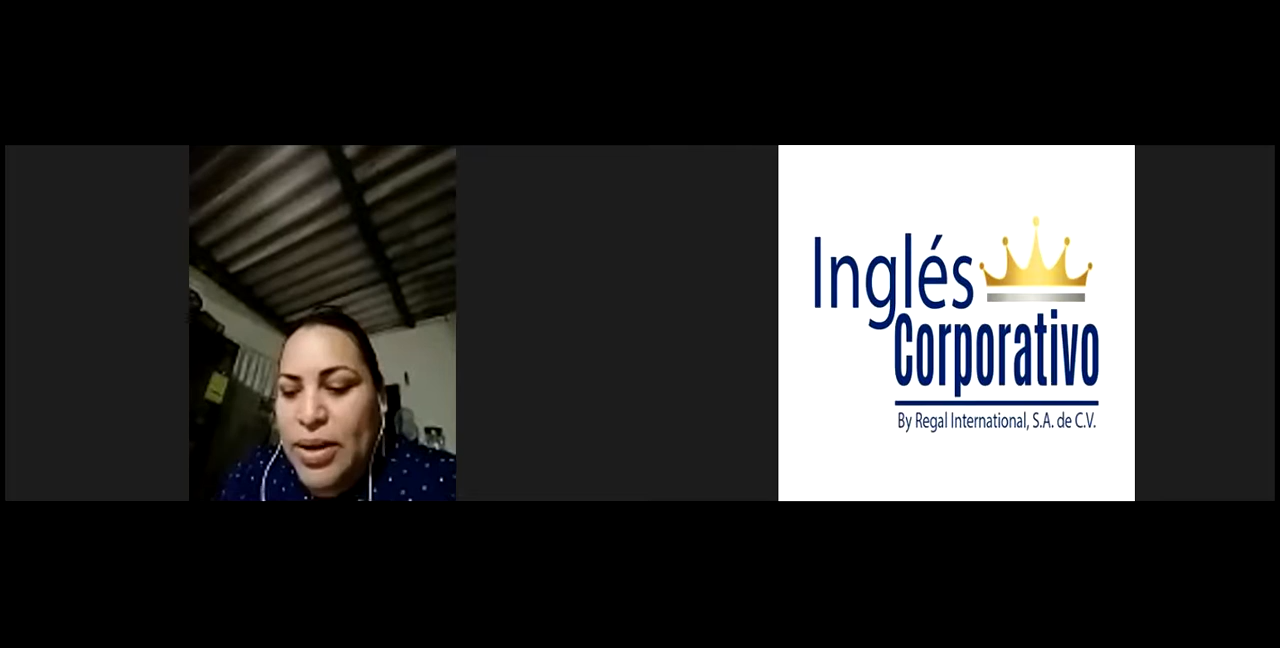 Inglés
Corporativo
By Regal International, S.A. de C.V.